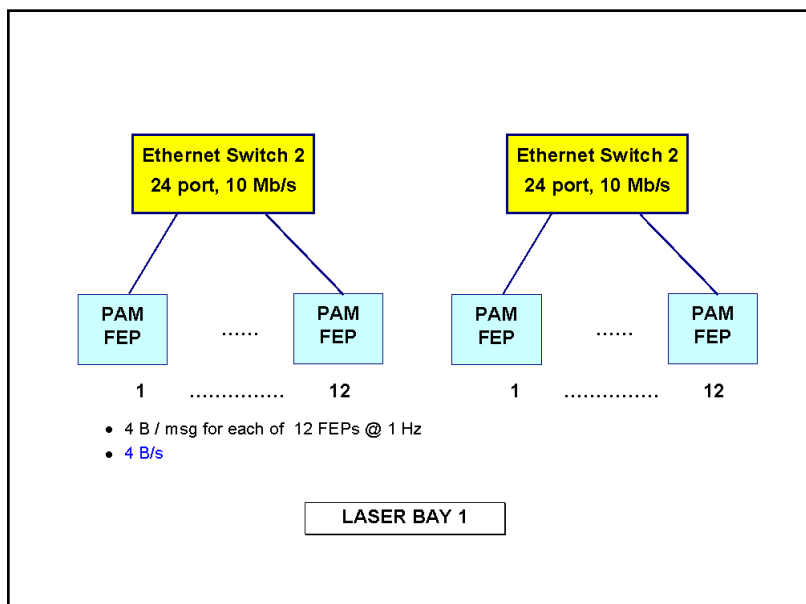 Ethernet Switch 2
24 port, 10 Mb/s
Ethernet Switch 2
24 port, 10 Mb/s
PAM
FEP
......
PAM
FEP
PAM
FEP
......
PAM
FEP
1 ............... 12
1 ............... 12
• 4 B / msg for each of 12 FEPs @ 1 Hz
• 4 B/s
LASER BAY 1